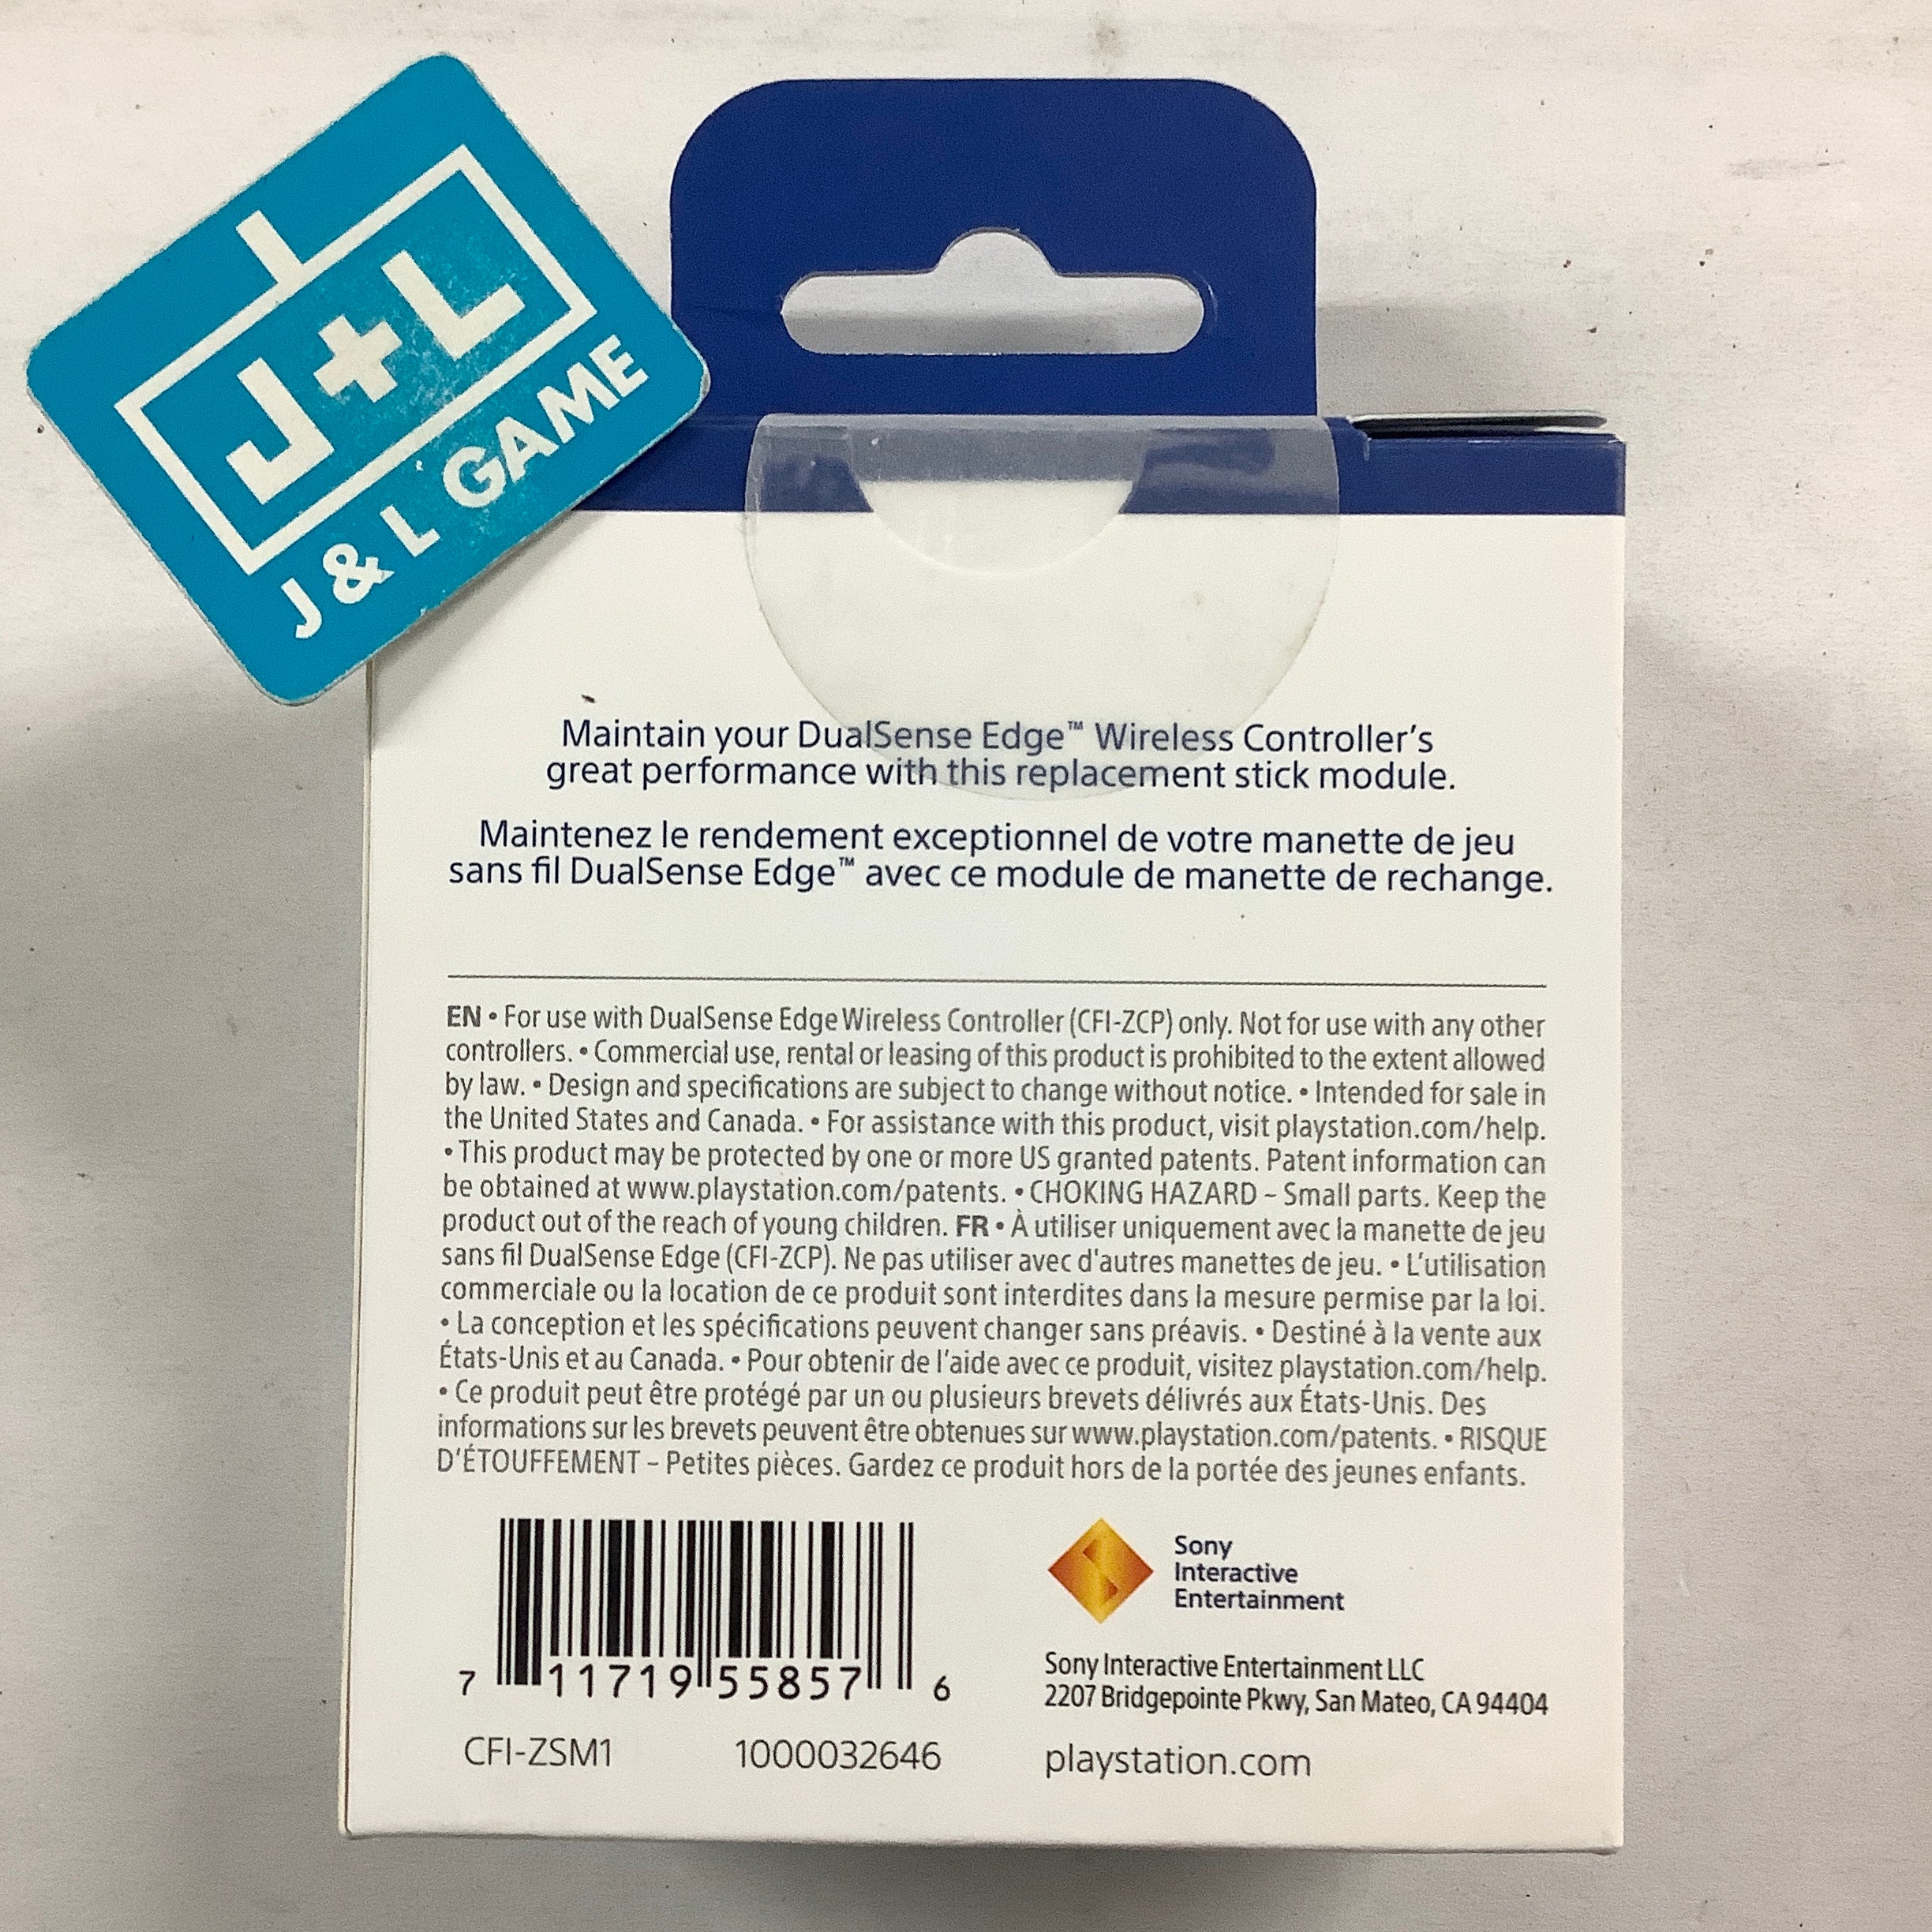 J+L
J & L GAME
Maintain your DualSense Edge™ Wireless Controller's
great performance with this replacement stick module.
Maintenez le rendement exceptionnel de votre manette de jeu
sans fil DualSense Edge™ avec ce module de manette de rechange.
EN • For use with DualSense Edge Wireless Controller (CFI-ZCP) only. Not for use with any other
controllers. • Commercial use, rental or leasing of this product is prohibited to the extent allowed
by law. • Design and specifications are subject to change without notice. • Intended for sale in
the United States and Canada. • For assistance with this product, visit playstation.com/help.
• This product may be protected by one or more US granted patents. Patent information can
be obtained at www.playstation.com/patents. • CHOKING HAZARD – Small parts. Keep the
product out of the reach of young children. FR • À utiliser uniquement avec la manette de jeu
sans fil DualSense Edge (CFI-ZCP). Ne pas utiliser avec d'autres manettes de jeu. • L'utilisation
commerciale ou la location de ce produit sont interdites dans la mesure permise par la loi.
• La conception et les spécifications peuvent changer sans préavis. • Destiné à la vente aux
États-Unis et au Canada. • Pour obtenir de l'aide avec ce produit, visitez playstation.com/help.
• Ce produit peut être protégé par un ou plusieurs brevets délivrés aux États-Unis. Des
informations sur les brevets peuvent être obtenues sur www.playstation.com/patents. • RISQUE
D'ÉTOUFFEMENT – Petites pièces. Gardez ce produit hors de la portée des jeunes enfants.
7 11719 55857 6
CFI-ZSM1 1000032646
Sony
Interactive
Entertainment
Sony Interactive Entertainment LLC
2207 Bridgepointe Pkwy, San Mateo, CA 94404
playstation.com